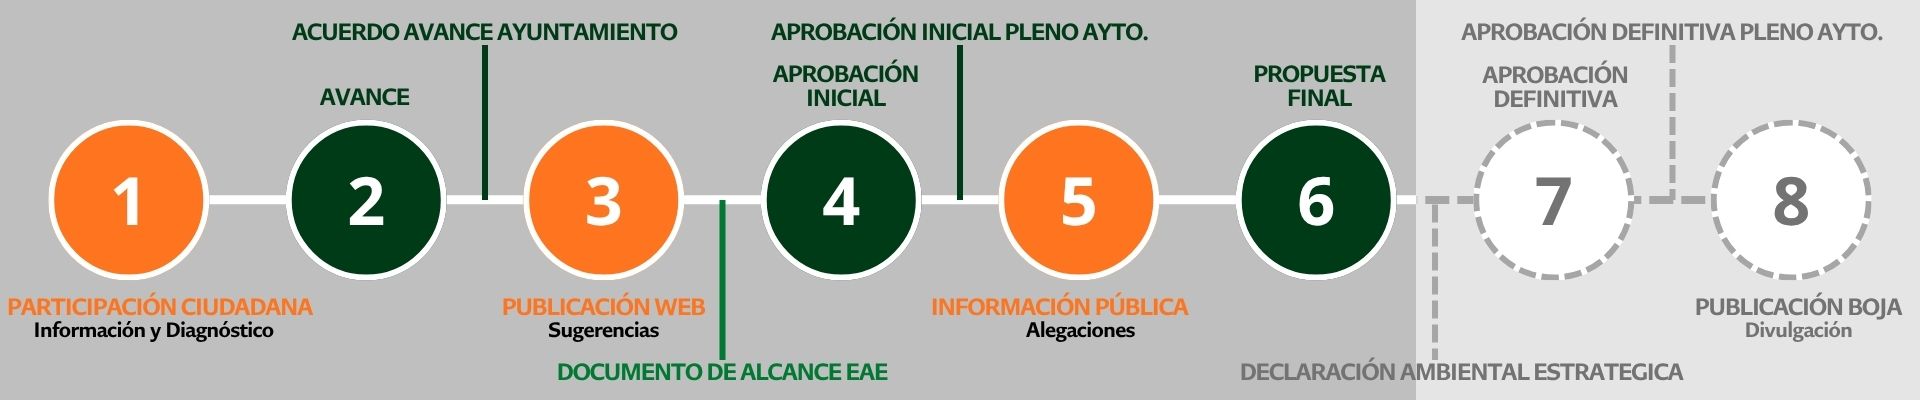 ACUERDO AVANCE AYUNTAMIENTO
APROBACIÓN INICIAL PLENO AYTO.
APROBACIÓN DEFINITIVA PLENO AYTO.
AVANCE
APROBACIÓN
INICIAL
PROPUESTA
FINAL
APROBACIÓN
DEFINITIVA
1
2
3
4
5
6
7
8
PARTICIPACIÓN CIUDADANA
Información y Diagnóstico
PUBLICACIÓN WEB
Sugerencias
INFORMACIÓN PÚBLICA
Alegaciones
PUBLICACIÓN BOJA
Divulgación
DOCUMENTO DE ALCANCE EAE
DECLARACIÓN AMBIENTAL ESTRATEGICA